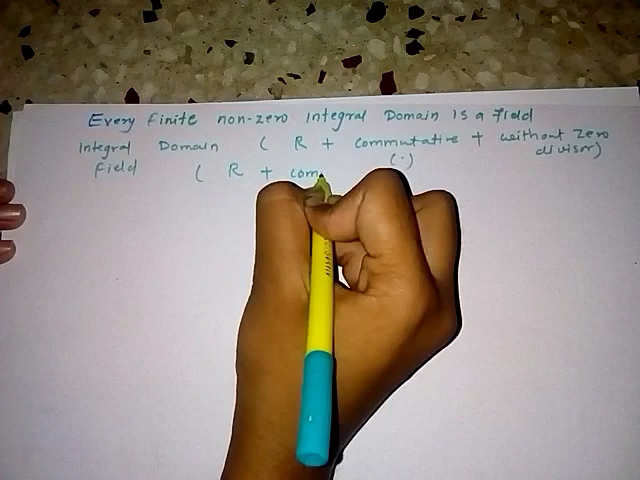 Every finite non-zero Integral Domain is a field
Integral Domain ( R + commutative + without zero
(·) divisor)
field ( R + com